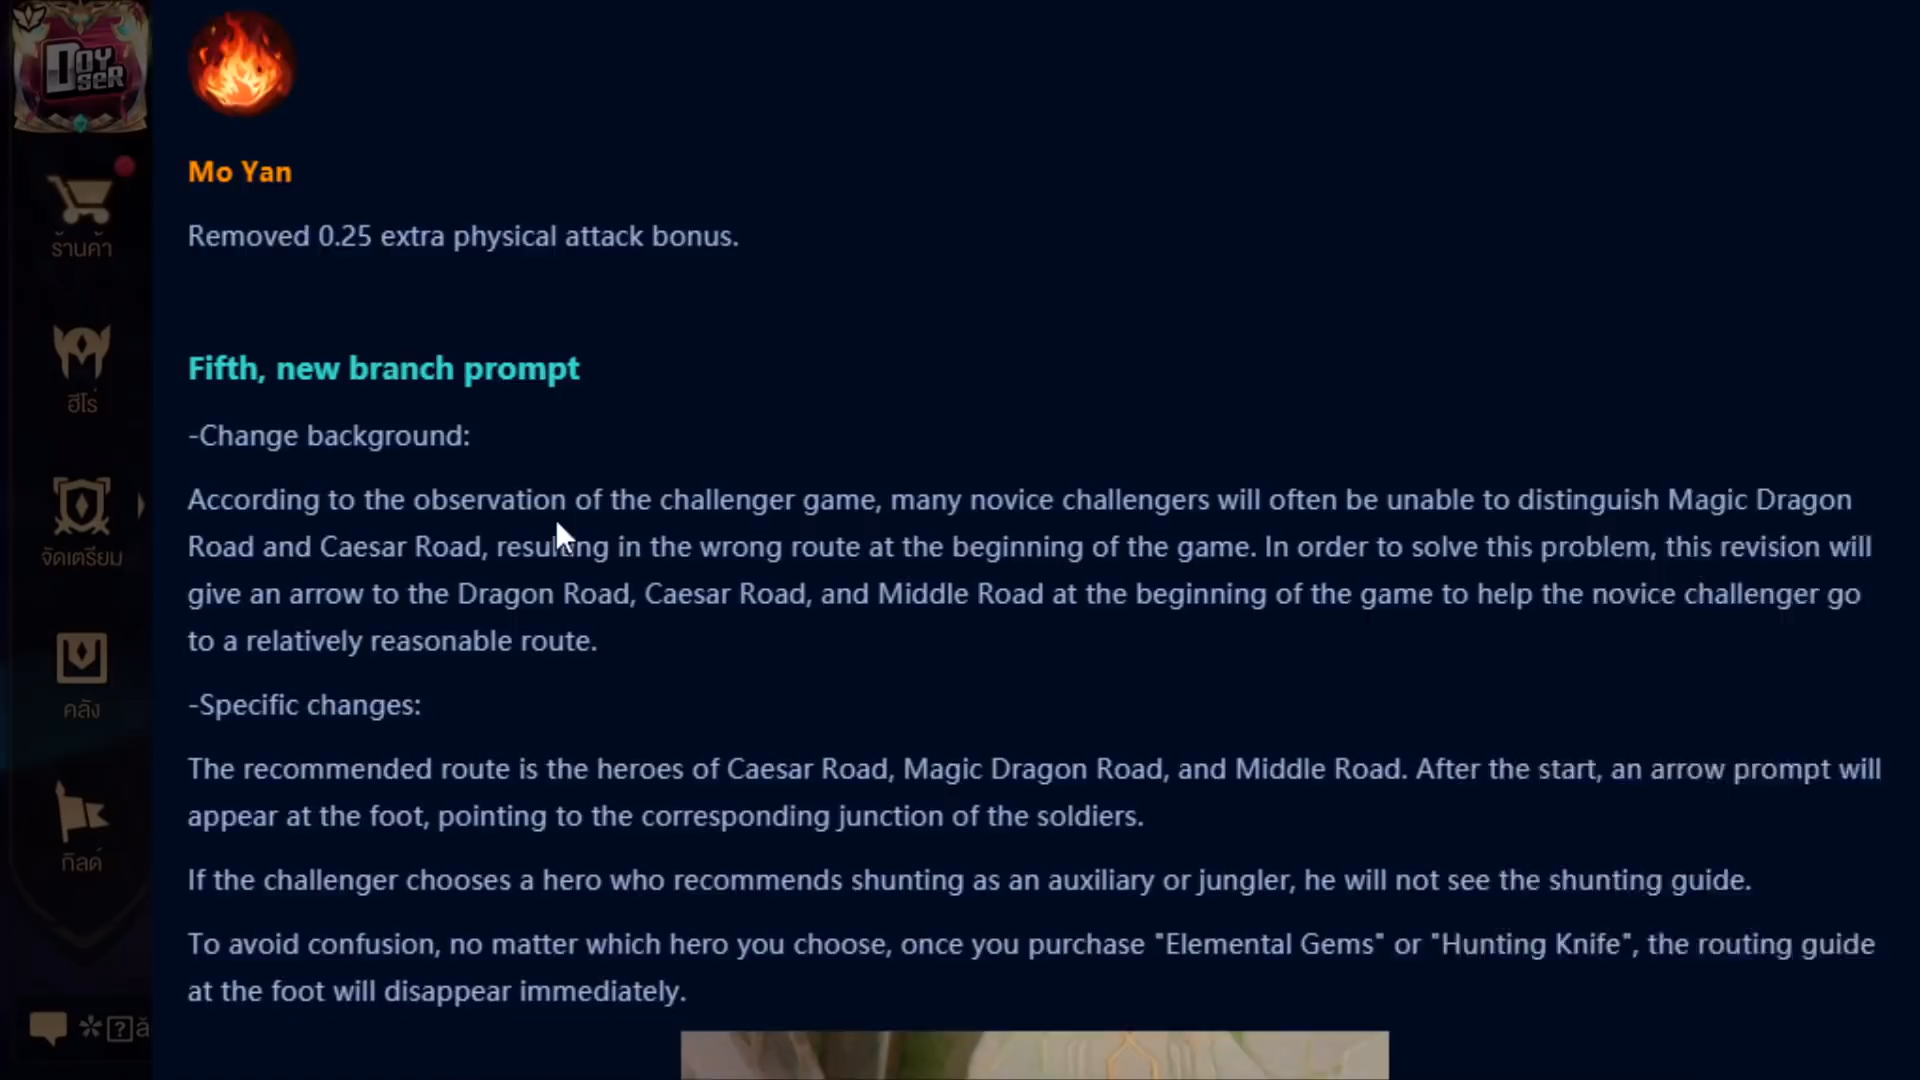 DOYSER
Mo Yan
Removed 0.25 extra physical attack bonus.
Fifth, new branch prompt
-Change background:
According to the observation of the challenger game, many novice challengers will often be unable to distinguish Magic Dragon
Road and Caesar Road, resulting in the wrong route at the beginning of the game. In order to solve this problem, this revision will
give an arrow to the Dragon Road, Caesar Road, and Middle Road at the beginning of the game to help the novice challenger go
to a relatively reasonable route.
-Specific changes:
The recommended route is the heroes of Caesar Road, Magic Dragon Road, and Middle Road. After the start, an arrow prompt will
appear at the foot, pointing to the corresponding junction of the soldiers.
If the challenger chooses a hero who recommends shunting as an auxiliary or jungler, he will not see the shunting guide.
To avoid confusion, no matter which hero you choose, once you purchase "Elemental Gems" or "Hunting Knife", the routing guide
at the foot will disappear immediately.
ร้านค้า
ฮีโร่
จัดเตรียม
คลัง
กิลด์